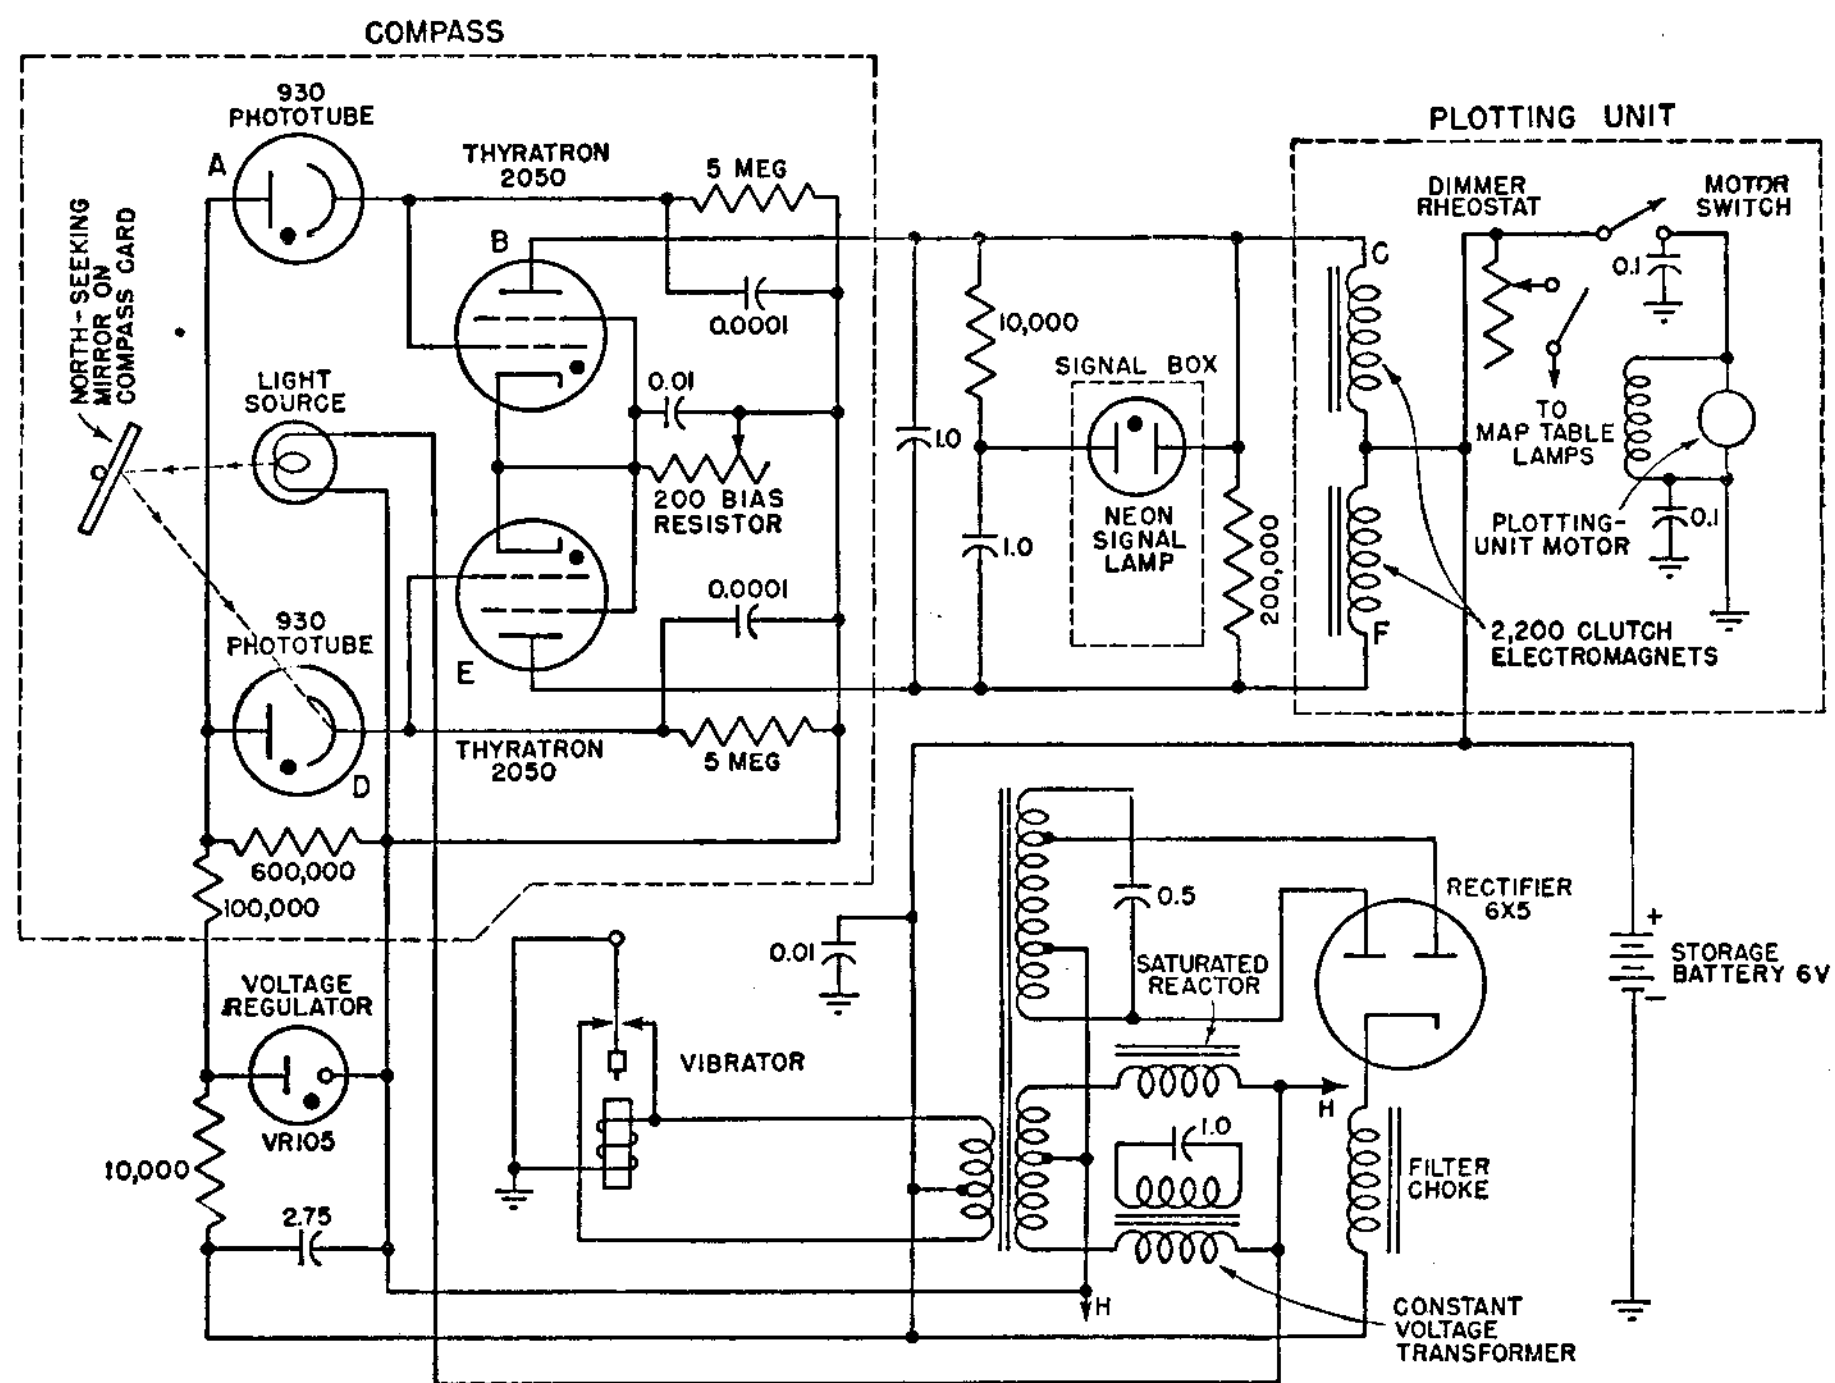 COMPASS
930
PHOTOTUBE
A
THYRATRON
2050
5 MEG
B
0.0001
NORTH-SEEKING
MIRROR ON
COMPASS CARD
LIGHT
SOURCE
0.01
200 BIAS
RESISTOR
0.0001
930
PHOTOTUBE
E
D
THYRATRON
2050
5 MEG
600,000
100,000
1.0
10,000
1.0
SIGNAL BOX
NEON
SIGNAL
LAMP
200,000
PLOTTING UNIT
DIMMER
RHEOSTAT
MOTOR
SWITCH
C
0.1
TO
MAP TABLE
LAMPS
PLOTTING-
UNIT MOTOR
0.1
F
2,200 CLUTCH
ELECTROMAGNETS
VOLTAGE
REGULATOR
VR105
10,000
2.75
0.01
VIBRATOR
0.5
SATURATED
REACTOR
RECTIFIER
6X5
+
STORAGE
BATTERY 6V
-
H
1.0
FILTER
CHOKE
H
CONSTANT
VOLTAGE
TRANSFORMER